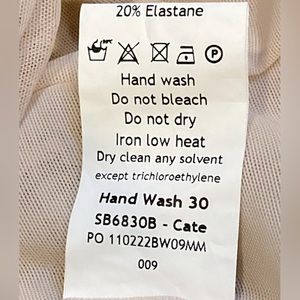 20% Elastane
P
Hand wash
Do not bleach
Do not dry
Iron low heat
Dry clean any solvent
except trichloroethylene
Hand Wash 30
SB6830B - Cate
PO 110222BW09MM
009